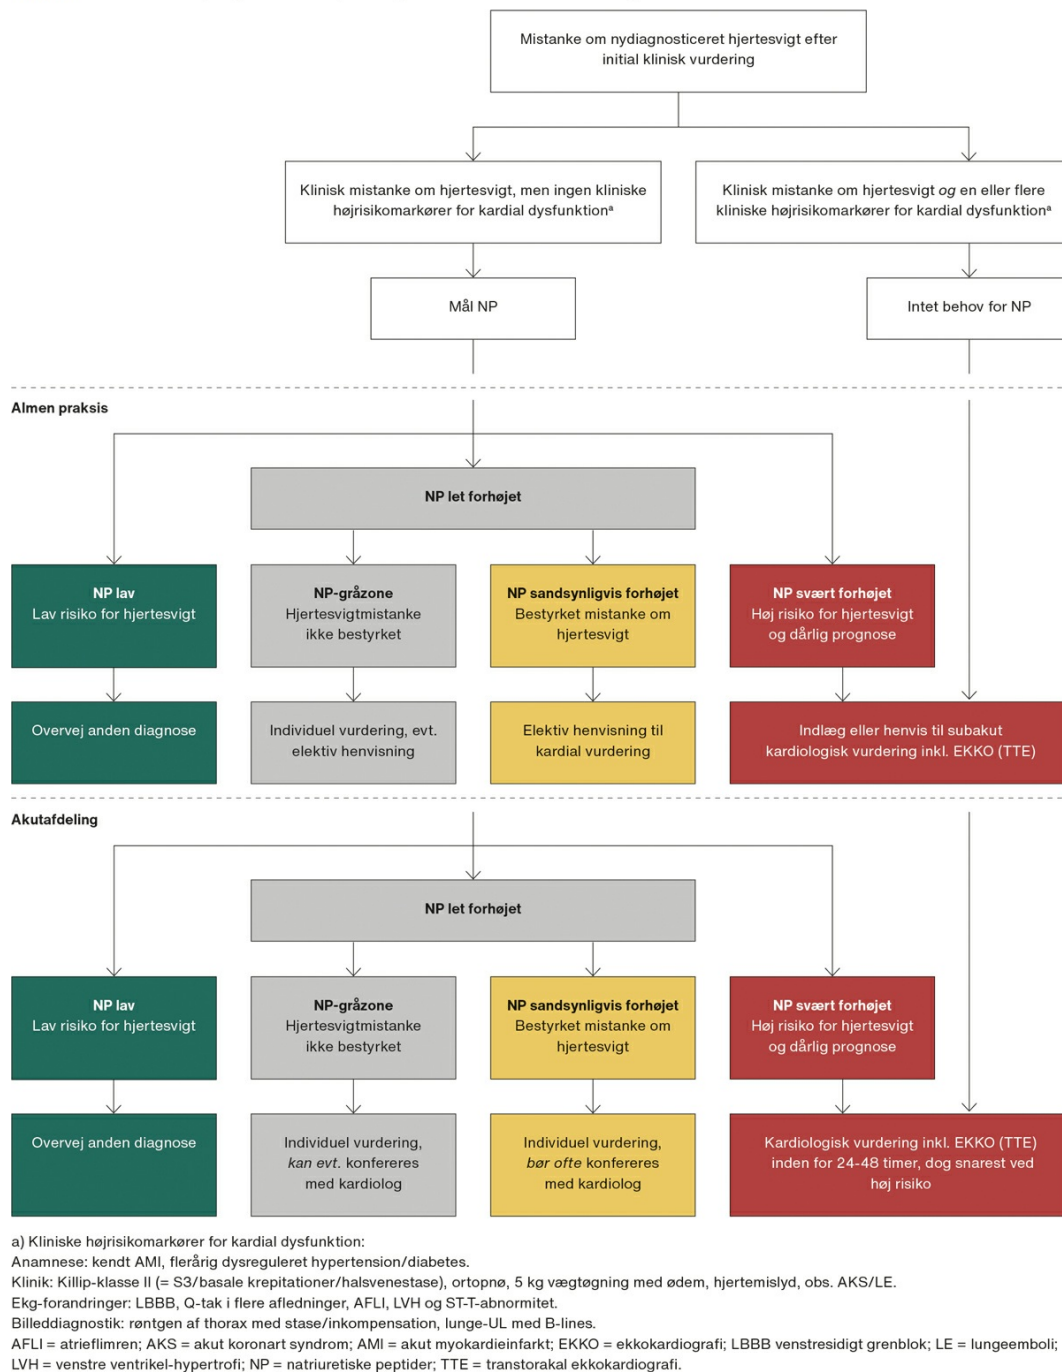 Mistanke om nydiagnosticeret hjertesvigt efter
initial klinisk vurdering
Klinisk mistanke om hjertesvigt, men ingen kliniske
højrisikomarkører for kardial dysfunktionᵃ
Klinisk mistanke om hjertesvigt og en eller flere
kliniske højrisikomarkører for kardial dysfunktionᵃ
Mål NP
Intet behov for NP
Almen praksis
NP let forhøjet
NP lav
Lav risiko for hjertesvigt
NP-gråzone
Hjertesvigtmistanke
ikke bestyrket
NP sandsynligvis forhøjet
Bestyrket mistanke om
hjertesvigt
NP svært forhøjet
Høj risiko for hjertesvigt
og dårlig prognose
Overvej anden diagnose
Individuel vurdering, evt.
elektiv henvisning
Elektiv henvisning til
kardial vurdering
Indlæg eller henvis til subakut
kardiologisk vurdering inkl. EKKO (TTE)
Akutafdeling
NP let forhøjet
NP lav
Lav risiko for hjertesvigt
NP-gråzone
Hjertesvigtmistanke
ikke bestyrket
NP sandsynligvis forhøjet
Bestyrket mistanke om
hjertesvigt
NP svært forhøjet
Høj risiko for hjertesvigt
og dårlig prognose
Overvej anden diagnose
Individuel vurdering,
kan evt. konfereres
med kardiolog
Individuel vurdering,
bør ofte konfereres
med kardiolog
Kardiologisk vurdering inkl. EKKO (TTE)
inden for 24-48 timer, dog snarest ved
høj risiko
a) Kliniske højrisikomarkører for kardial dysfunktion:
Anamnese: kendt AMI, flerårig dysreguleret hypertension/diabetes.
Klinik: Killip-klasse II (= S3/basale krepitationer/halsvenestase), ortopnø, 5 kg vægtøgning med ødem, hjertemislyd, obs. AKS/LE.
Ekg-forandringer: LBBB, Q-tak i flere afledninger, AFLI, LVH og ST-T-abnormitet.
Billeddiagnostik: røntgen af thorax med stase/inkompensation, lunge-UL med B-lines.
AFLI = atrieflimren; AKS = akut koronart syndrom; AMI = akut myokardieinfarkt; EKKO = ekkokardiografi; LBBB venstresidigt grenblok; LE = lungeemboli;
LVH = venstre ventrikel-hypertrofi; NP = natriuretiske peptider; TTE = transtorakal ekkokardiografi.